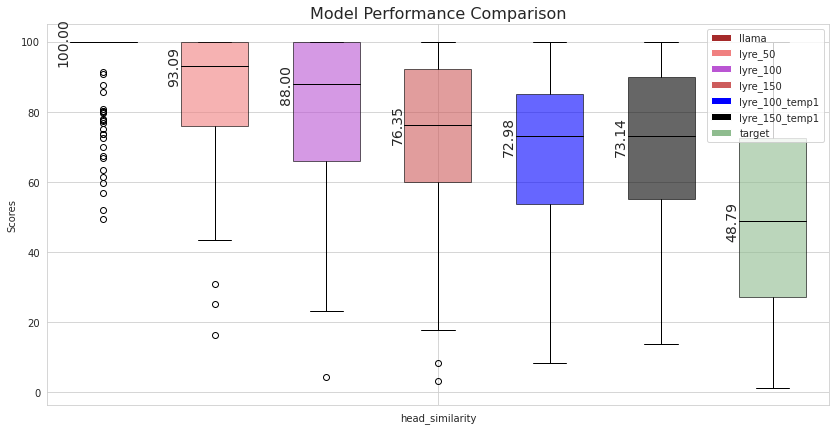 Model Performance Comparison
Scores
100
80
60
40
20
0
100.00
93.09
88.00
76.35
72.98
73.14
48.79
llama
lyre_50
lyre_100
lyre_150
lyre_100_temp1
lyre_150_temp1
target
head_similarity